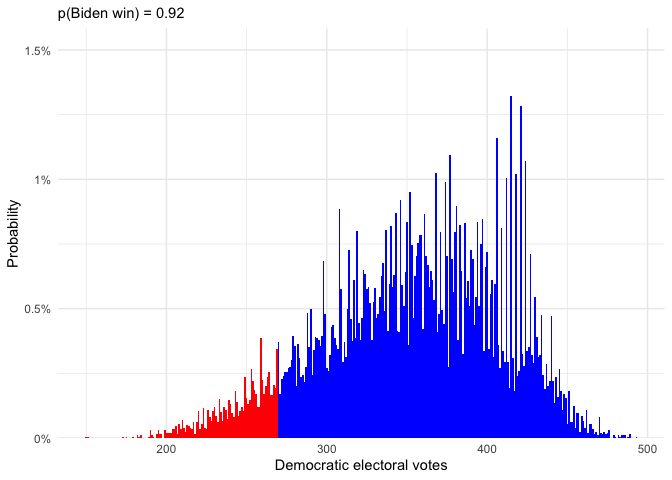 p(Biden win) = 0.92
1.5%
1%
0.5%
0%
Probability
200
300
400
500
Democratic electoral votes